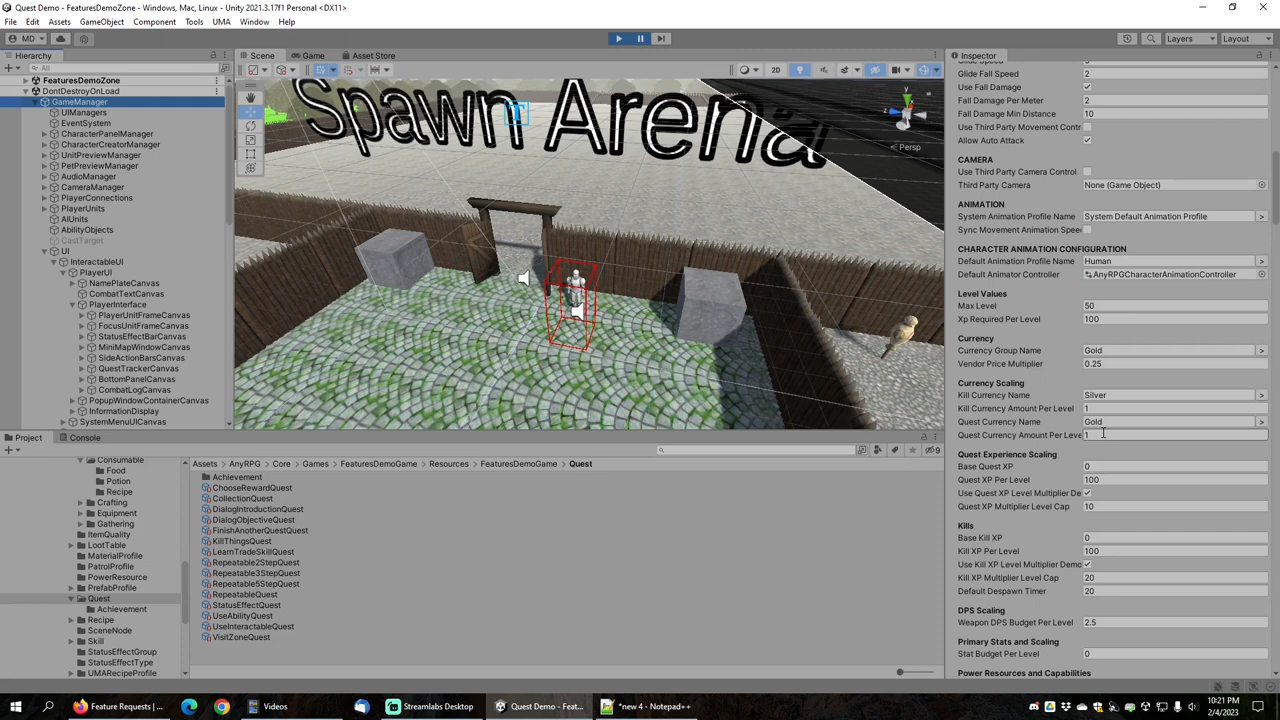 Quest Demo - FeaturesDemoZone - Windows, Mac, Linux - Unity 2021.3.17f1 Personal <DX11>
File Edit Assets GameObject Component Tools UMA Window Help
MD Layers Layout
Hierarchy
All
FeaturesDemoZone
DontDestroyOnLoad
GameManager
UIManagers
EventSystem
CharacterPanelManager
CharacterCreatorManager
UnitPreviewManager
PetPreviewManager
AudioManager
CameraManager
PlayerConnections
PlayerUnits
AIUnits
AbilityObjects
CastTarget
UI
InteractableUI
PlayerUI
NamePlateCanvas
CombatTextCanvas
PlayerInterface
PlayerUnitFrameCanvas
FocusUnitFrameCanvas
StatusEffectBarCanvas
MiniMapWindowCanvas
SideActionBarsCanvas
QuestTrackerCanvas
BottomPanelCanvas
CombatLogCanvas
PopupWindowContainerCanvas
InformationDisplay
SystemMenuUICanvas
Scene Game Asset Store
2D
Spawn Arena
y
Persp
Inspector
Glide Fall Speed 2
Use Fall Damage
Fall Damage Per Meter 2
Fall Damage Min Distance 10
Use Third Party Movement Contr
Allow Auto Attack
CAMERA
Use Third Party Camera Control
Third Party Camera None (Game Object)
ANIMATION
System Animation Profile Name System Default Animation Profile
Sync Movement Animation Spee
CHARACTER ANIMATION CONFIGURATION
Default Animation Profile Name Human
Default Animator Controller AnyRPGCharacterAnimationController
Level Values
Max Level 50
Xp Required Per Level 100
Currency
Currency Group Name Gold
Vendor Price Multiplier 0.25
Currency Scaling
Kill Currency Name Silver
Kill Currency Amount Per Level 1
Quest Currency Name Gold
Quest Currency Amount Per Leve 1
Quest Experience Scaling
Base Quest XP 0
Quest XP Per Level 100
Use Quest XP Level Multiplier De
Quest XP Multiplier Level Cap 10
Kills
Base Kill XP 0
Kill XP Per Level 100
Use Kill XP Level Multiplier Demo
Kill XP Multiplier Level Cap 20
Default Despawn Timer 20
DPS Scaling
Weapon DPS Budget Per Level 2.5
Primary Stats and Scaling
Stat Budget Per Level 0
Power Resources and Capabilities
Project Console
9
Consumable
Food
Potion
Recipe
Crafting
Equipment
Gathering
ItemQuality
LootTable
MaterialProfile
PatrolProfile
PowerResource
PrefabProfile
Quest
Achievement
Recipe
SceneNode
Skill
StatusEffectGroup
StatusEffectType
UMARecipeProfile
Assets > AnyRPG > Core > Games > FeaturesDemoGame > Resources > FeaturesDemoGame > Quest
Achievement
ChooseRewardQuest
CollectionQuest
DialogIntroductionQuest
DialogObjectiveQuest
FinishAnotherQuestQuest
KillThingsQuest
LearnTradeSkillQuest
Repeatable2StepQuest
Repeatable3StepQuest
Repeatable5StepQuest
RepeatableQuest
StatusEffectQuest
UseAbilityQuest
UseInteractableQuest
VisitZoneQuest
Feature Requests | ... Videos Streamlabs Desktop Quest Demo - Feat... *new 4 - Notepad++
10:21 PM
2/4/2023